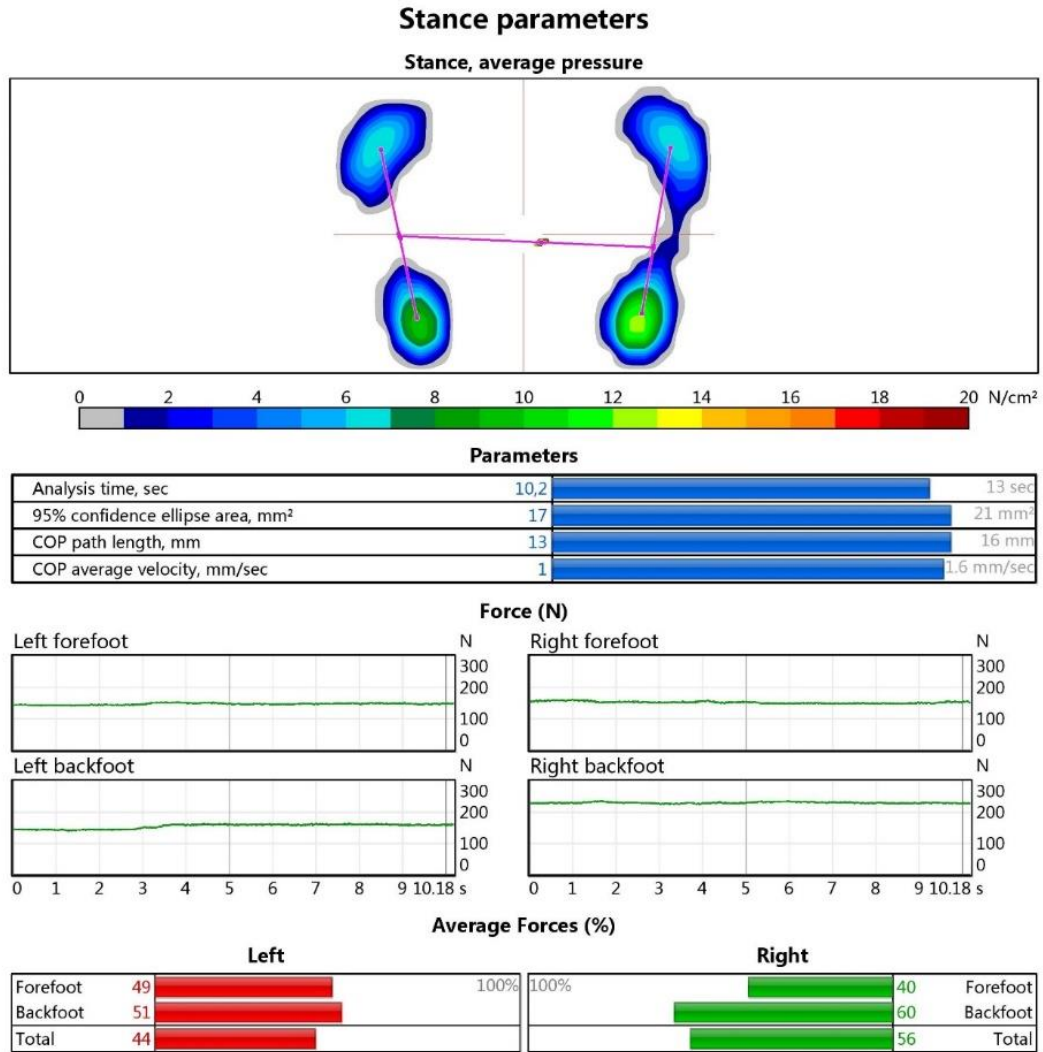 Stance parameters
Stance, average pressure
0 2 4 6 8 10 12 14 16 18 20 N/cm²
Parameters
Analysis time, sec 10,2 13 sec
95% confidence ellipse area, mm² 17 21 mm²
COP path length, mm 13 16 mm
COP average velocity, mm/sec 1 1.6 mm/sec
Force (N)
Left forefoot N Right forefoot N
300 300
200 200
100 100
0 0
Left backfoot N Right backfoot N
300 300
200 200
100 100
0 0
0 1 2 3 4 5 6 7 8 9 10.18 s 0 1 2 3 4 5 6 7 8 9 10.18 s
Average Forces (%)
Left Right
Forefoot 49 100% 100% 40 Forefoot
Backfoot 51 60 Backfoot
Total 44 56 Total